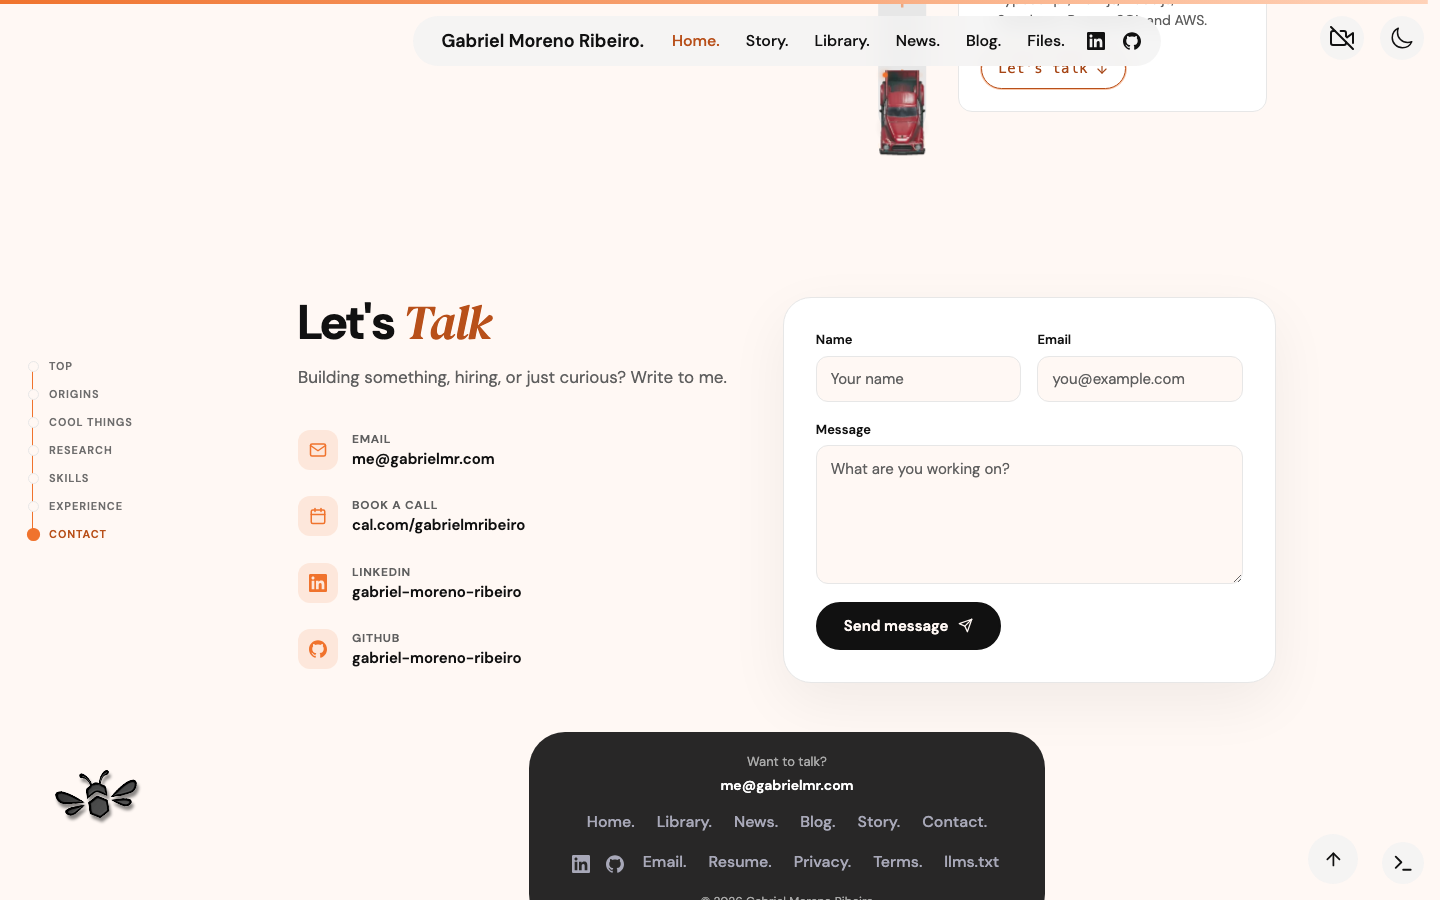 and AWS.
Gabriel Moreno Ribeiro. Home. Story. Library. News. Blog. Files.
Let's talk ↓
Let's Talk
Building something, hiring, or just curious? Write to me.
TOP
ORIGINS
COOL THINGS
RESEARCH
SKILLS
EXPERIENCE
CONTACT
EMAIL
me@gabrielmr.com
BOOK A CALL
cal.com/gabrielmribeiro
LINKEDIN
gabriel-moreno-ribeiro
GITHUB
gabriel-moreno-ribeiro
Name
Your name
Email
you@example.com
Message
What are you working on?
Send message
Want to talk?
me@gabrielmr.com
Home. Library. News. Blog. Story. Contact.
Email. Resume. Privacy. Terms. llms.txt
© 2026 Gabriel Moreno Ribeiro